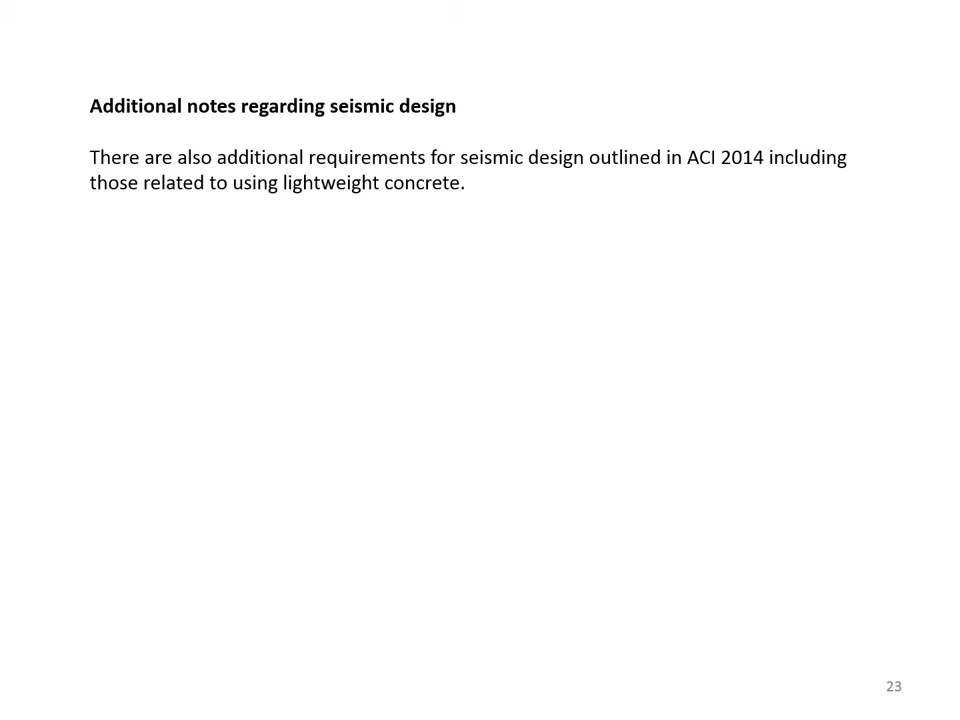 Additional notes regarding seismic design
There are also additional requirements for seismic design outlined in ACI 2014 including
those related to using lightweight concrete.
23